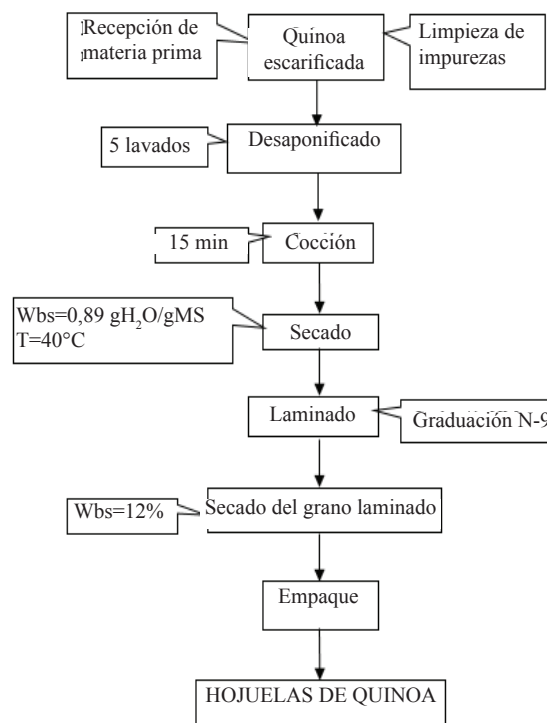 Recepción de
materia prima
Quinoa
escarificada
Limpieza de
impurezas
5 lavados
Desaponificado
15 min
Cocción
Wbs=0,89 gH₂O/gMS
T=40°C
Secado
Laminado
Graduación N-9
Wbs=12%
Secado del grano laminado
Empaque
HOJUELAS DE QUINOA